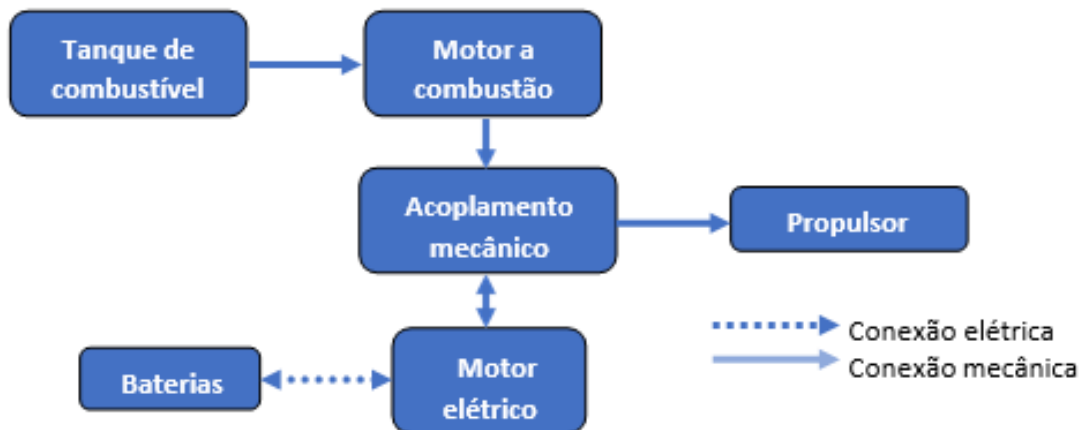 Tanque de
combustível
Motor a
combustão
Acoplamento
mecânico
Propulsor
Conexão elétrica
Conexão mecânica
Baterias
Motor
elétrico